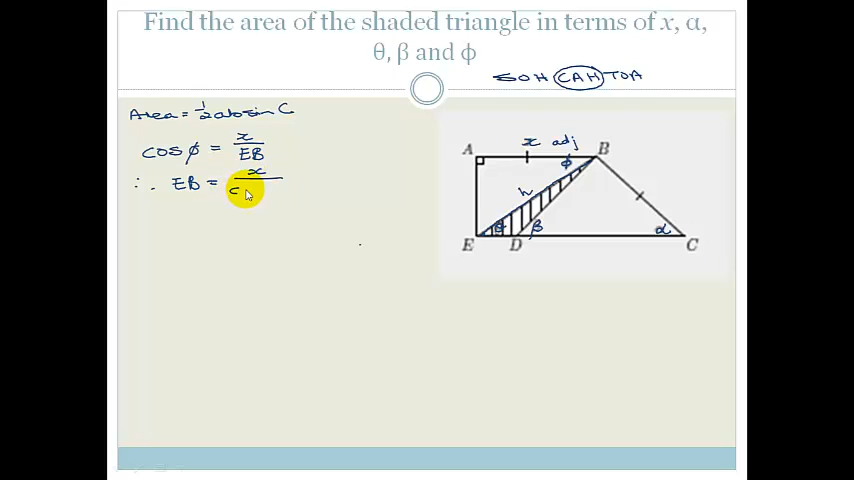 Find the area of the shaded triangle in terms of x, α,
θ, β and φ
SOH CAH TOA
Area = ½ab sin C
cos φ = x/EB
∴ EB = x/c
A x adj B
φ
h
θ β α
E D C